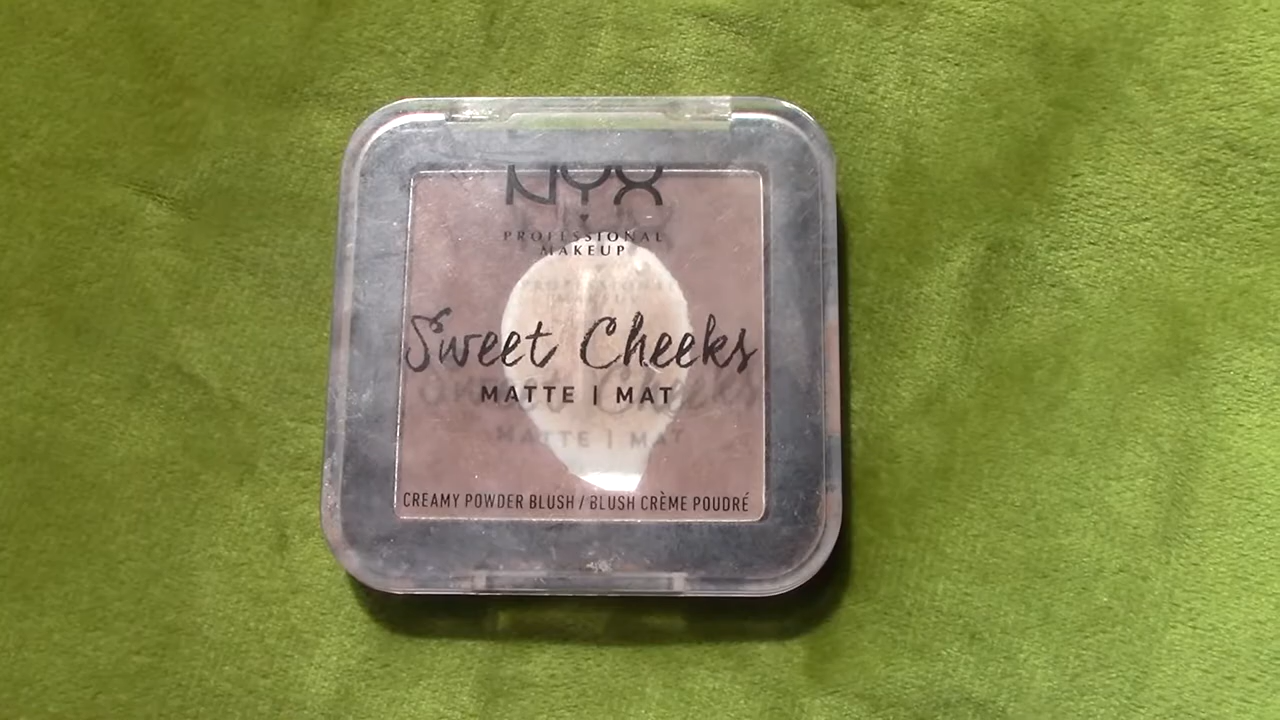 NYX
PROFESSIONAL
MAKEUP
Sweet Cheeks
MATTE | MAT
CREAMY POWDER BLUSH / BLUSH CRÈME POUDRÉ